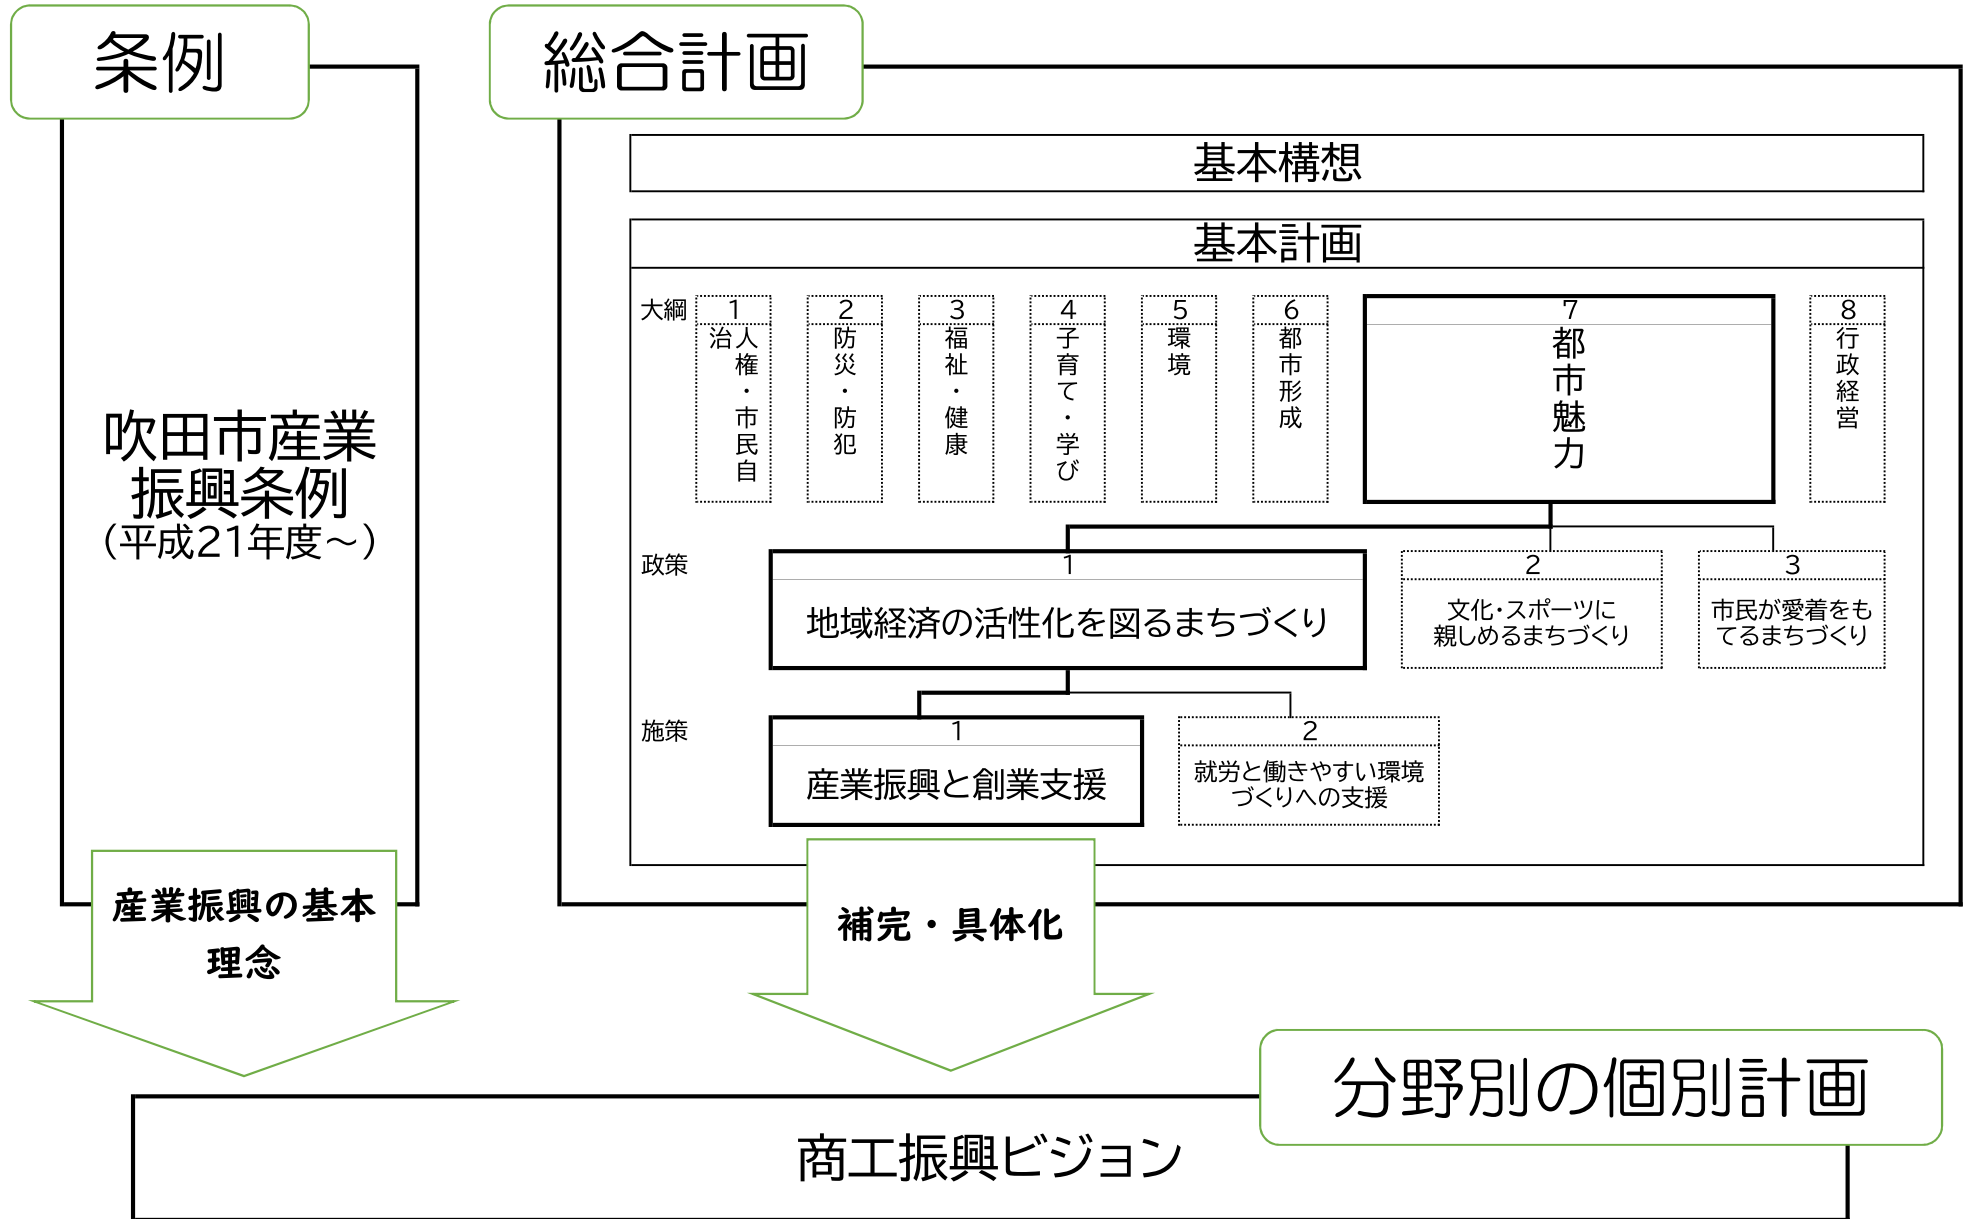 条例
総合計画
吹田市産業
振興条例
（平成21年度～）
基本構想
基本計画
大綱
1
人権・市民自
治
2
防災・防犯
3
福祉・健康
4
子育て・学び
5
環境
6
都市形成
7
都市魅力
8
行政経営
政策
1
地域経済の活性化を図るまちづくり
2
文化・スポーツに
親しめるまちづくり
3
市民が愛着をも
てるまちづくり
施策
1
産業振興と創業支援
2
就労と働きやすい環境
づくりへの支援
産業振興の基本
理念
補完・具体化
分野別の個別計画
商工振興ビジョン